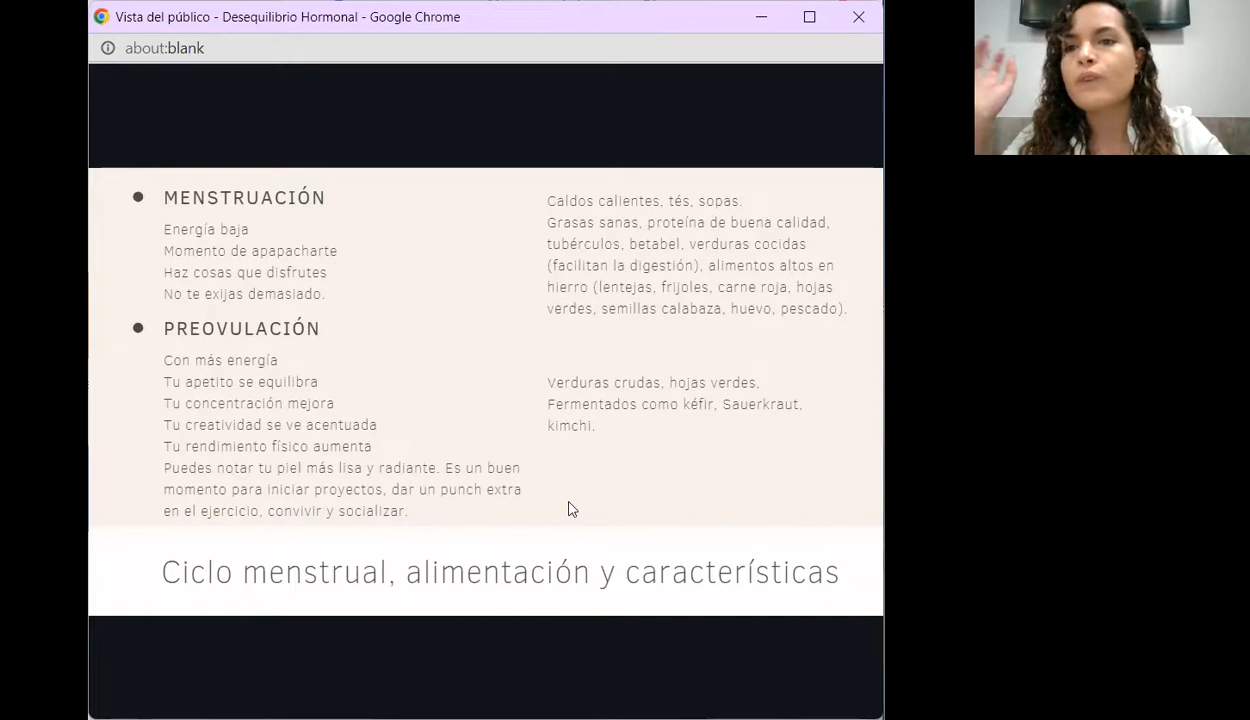 Vista del público - Desequilibrio Hormonal - Google Chrome
about:blank
MENSTRUACIÓN
Energía baja
Momento de apapacharte
Haz cosas que disfrutes
No te exijas demasiado.
Caldos calientes, tés, sopas.
Grasas sanas, proteína de buena calidad,
tubérculos, betabel, verduras cocidas
(facilitan la digestión), alimentos altos en
hierro (lentejas, frijoles, carne roja, hojas
verdes, semillas calabaza, huevo, pescado).
PREOVULACIÓN
Con más energía
Tu apetito se equilibra
Tu concentración mejora
Tu creatividad se ve acentuada
Tu rendimiento físico aumenta
Puedes notar tu piel más lisa y radiante. Es un buen
momento para iniciar proyectos, dar un punch extra
en el ejercicio, convivir y socializar.
Verduras crudas, hojas verdes,
Fermentados como kéfir, Sauerkraut,
kimchi.
Ciclo menstrual, alimentación y características